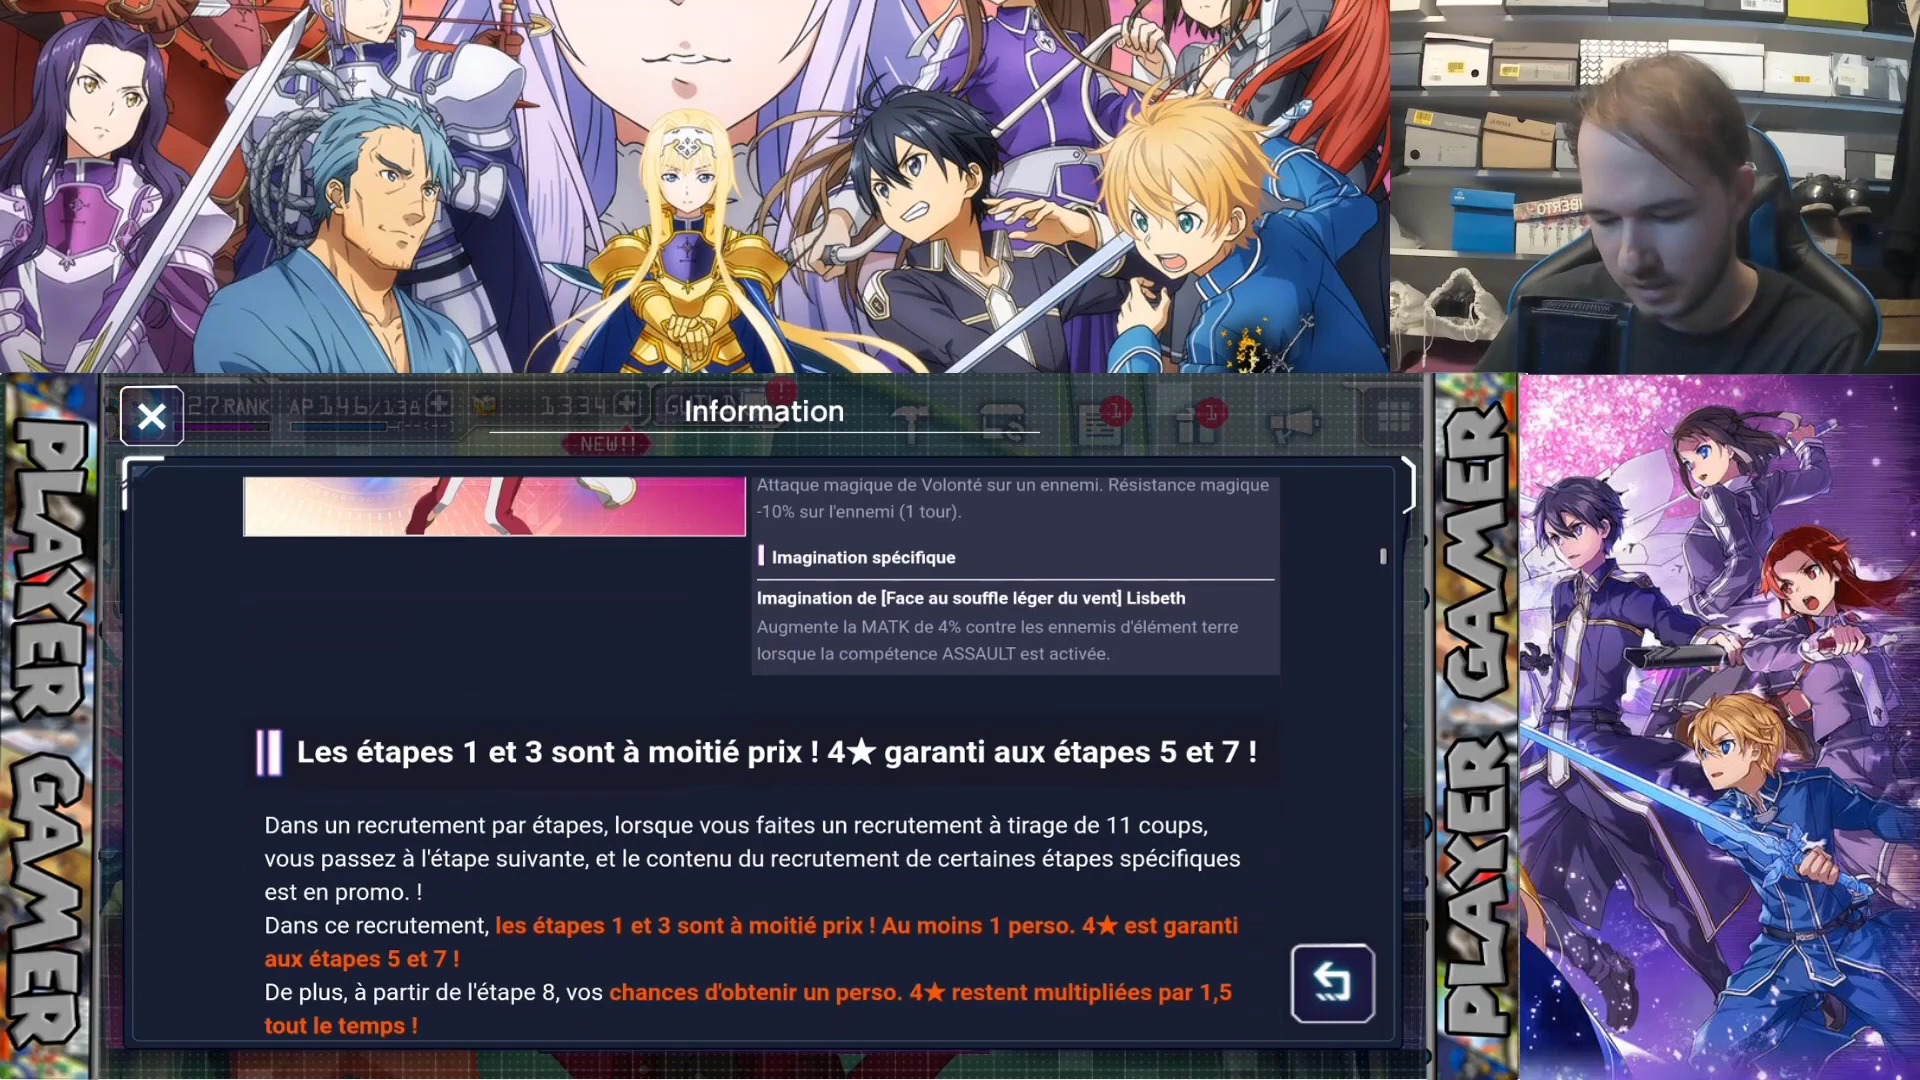 127RANK AP146/138 1334
Information
NEW!!
Attaque magique de Volonté sur un ennemi. Résistance magique
-10% sur l'ennemi (1 tour).
Imagination spécifique
Imagination de [Face au souffle léger du vent] Lisbeth
Augmente la MATK de 4% contre les ennemis d'élément terre
lorsque la compétence ASSAULT est activée.
Les étapes 1 et 3 sont à moitié prix ! 4★ garanti aux étapes 5 et 7 !
Dans un recrutement par étapes, lorsque vous faites un recrutement à tirage de 11 coups,
vous passez à l'étape suivante, et le contenu du recrutement de certaines étapes spécifiques
est en promo. !
Dans ce recrutement, les étapes 1 et 3 sont à moitié prix ! Au moins 1 perso. 4★ est garanti
aux étapes 5 et 7 !
De plus, à partir de l'étape 8, vos chances d'obtenir un perso. 4★ restent multipliées par 1,5
tout le temps !
PLAYER GAMER
PLAYER GAMER